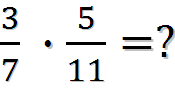 3/7 · 5/11 =?